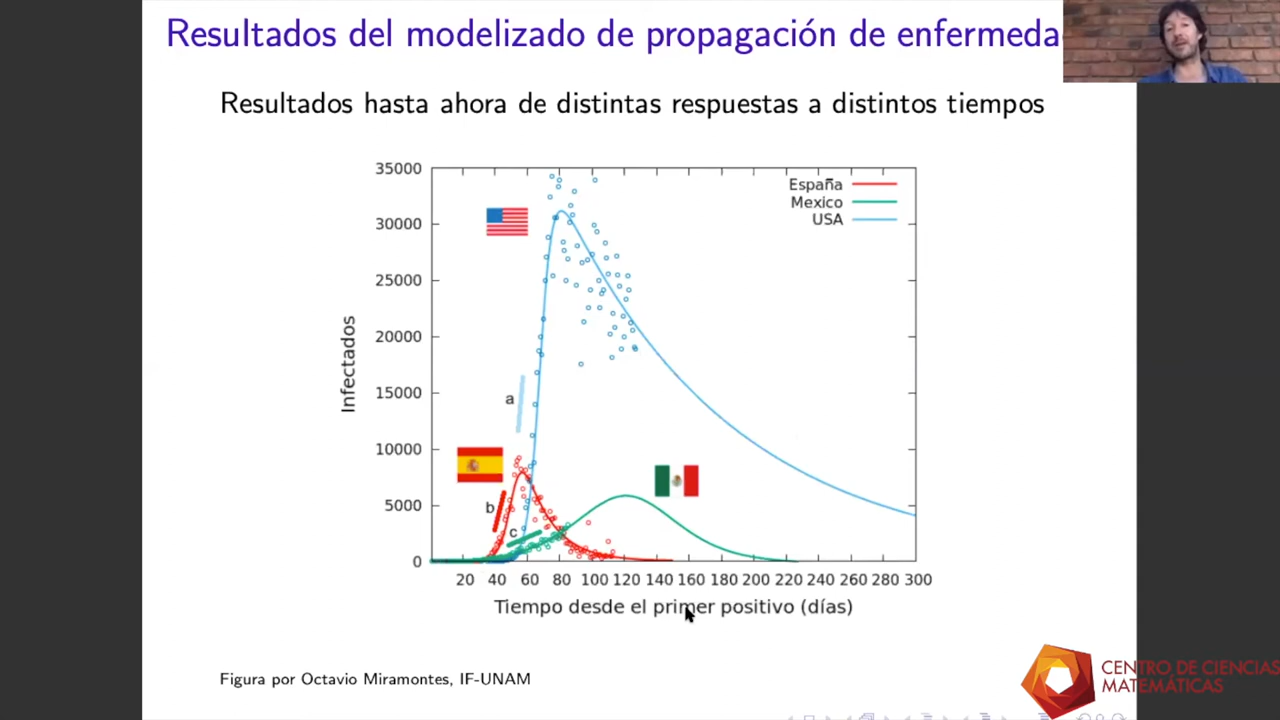 Resultados del modelizado de propagación de enfermeda
Resultados hasta ahora de distintas respuestas a distintos tiempos
35000
30000
25000
20000
15000
10000
5000
0
Infectados
España
Mexico
USA
a
b
c
20 40 60 80 100 120 140 160 180 200 220 240 260 280 300
Tiempo desde el primer positivo (días)
Figura por Octavio Miramontes, IF-UNAM
CENTRO DE CIENCIAS
MATEMÁTICAS